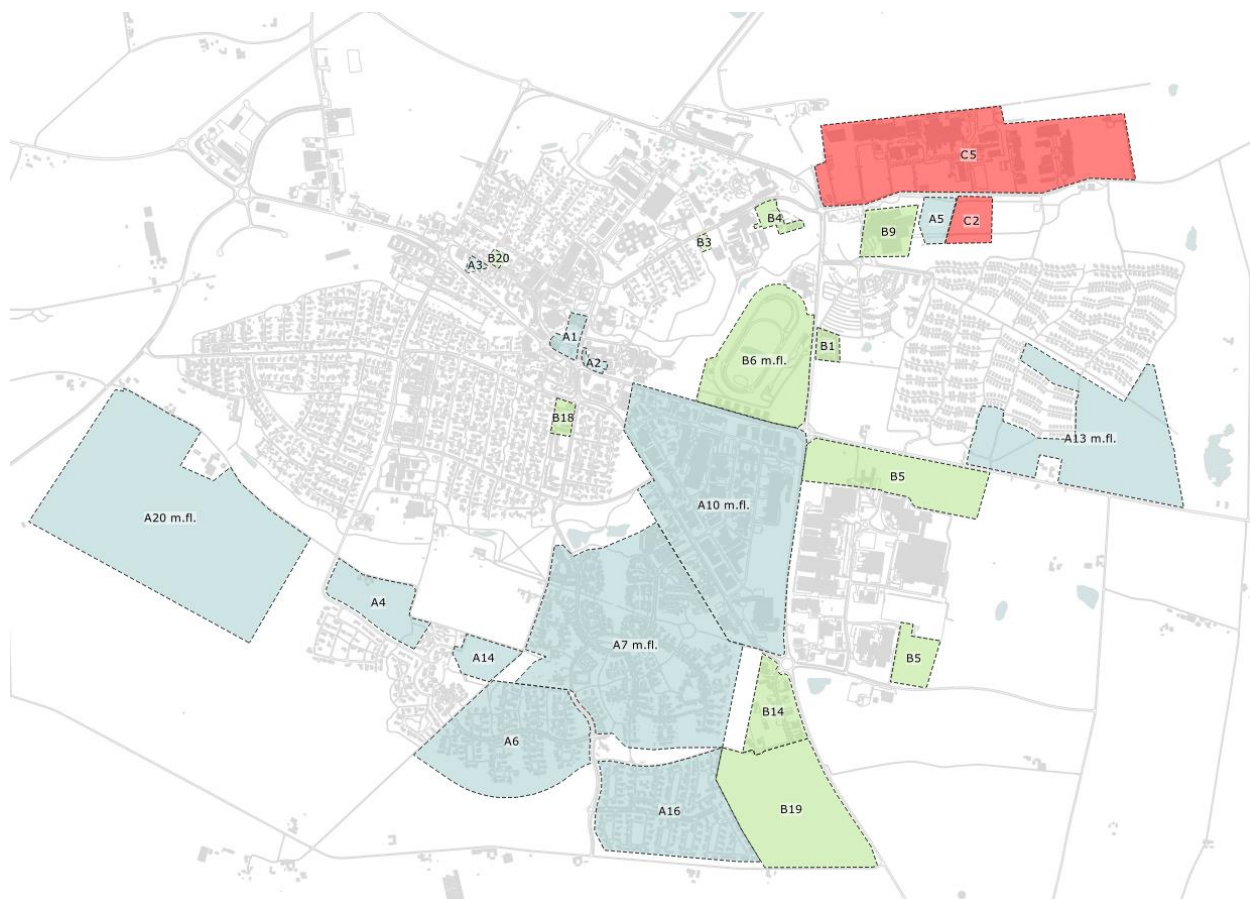 C5
B4
A5
C2
B9
B3
B20
A3
A1
B1
A2
B6 m.fl.
B18
A13 m.fl.
B5
A10 m.fl.
A20 m.fl.
A4
A7 m.fl.
A14
B5
B14
A6
B19
A16